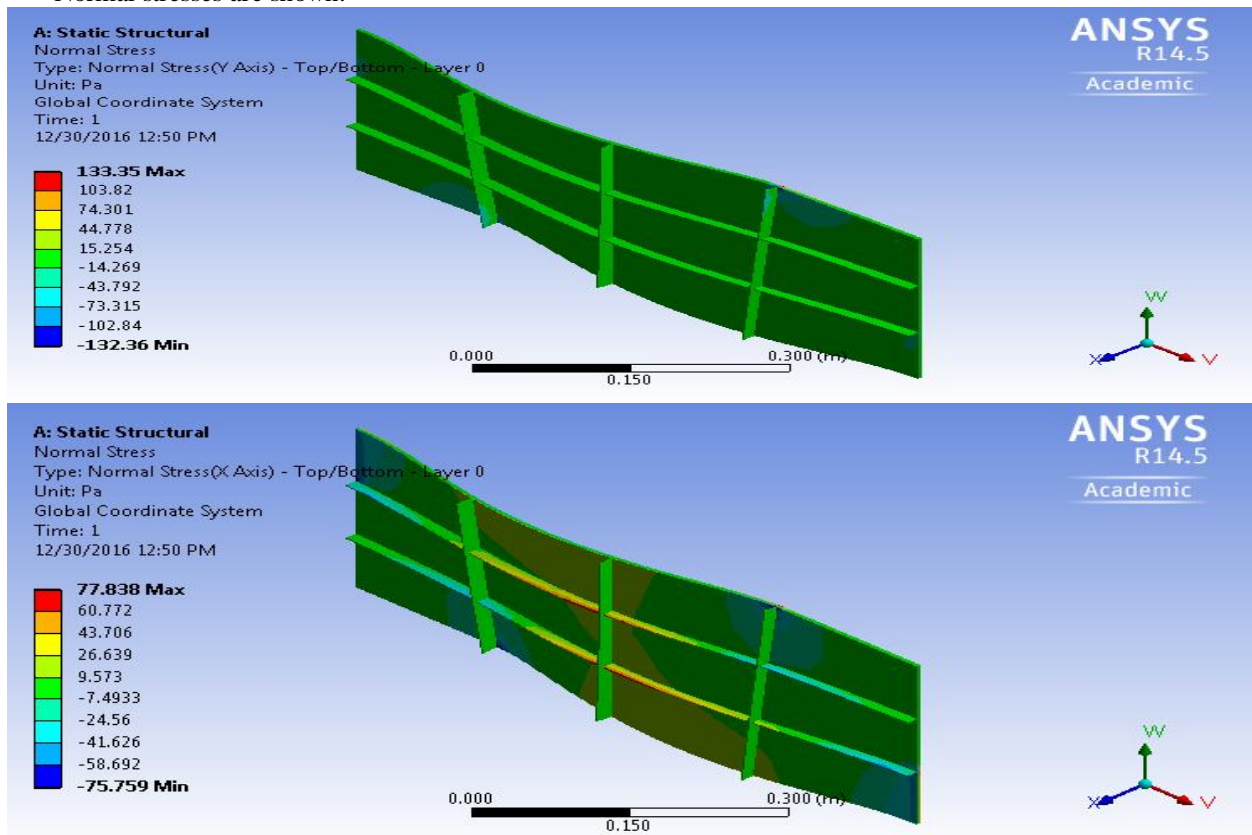 Normal stresses are shown.
A: Static Structural
Normal Stress
Type: Normal Stress(Y Axis) - Top/Bottom - Layer 0
Unit: Pa
Global Coordinate System
Time: 1
12/30/2016 12:50 PM
133.35 Max
103.82
74.301
44.778
15.254
-14.269
-43.792
-73.315
-102.84
-132.36 Min
ANSYS
R14.5
Academic
0.000
0.300 (m)
0.150
W
X
V
A: Static Structural
Normal Stress
Type: Normal Stress(X Axis) - Top/Bottom - Layer 0
Unit: Pa
Global Coordinate System
Time: 1
12/30/2016 12:50 PM
77.838 Max
60.772
43.706
26.639
9.573
-7.4933
-24.56
-41.626
-58.692
-75.759 Min
ANSYS
R14.5
Academic
0.000
0.300 (m)
0.150
W
X
V